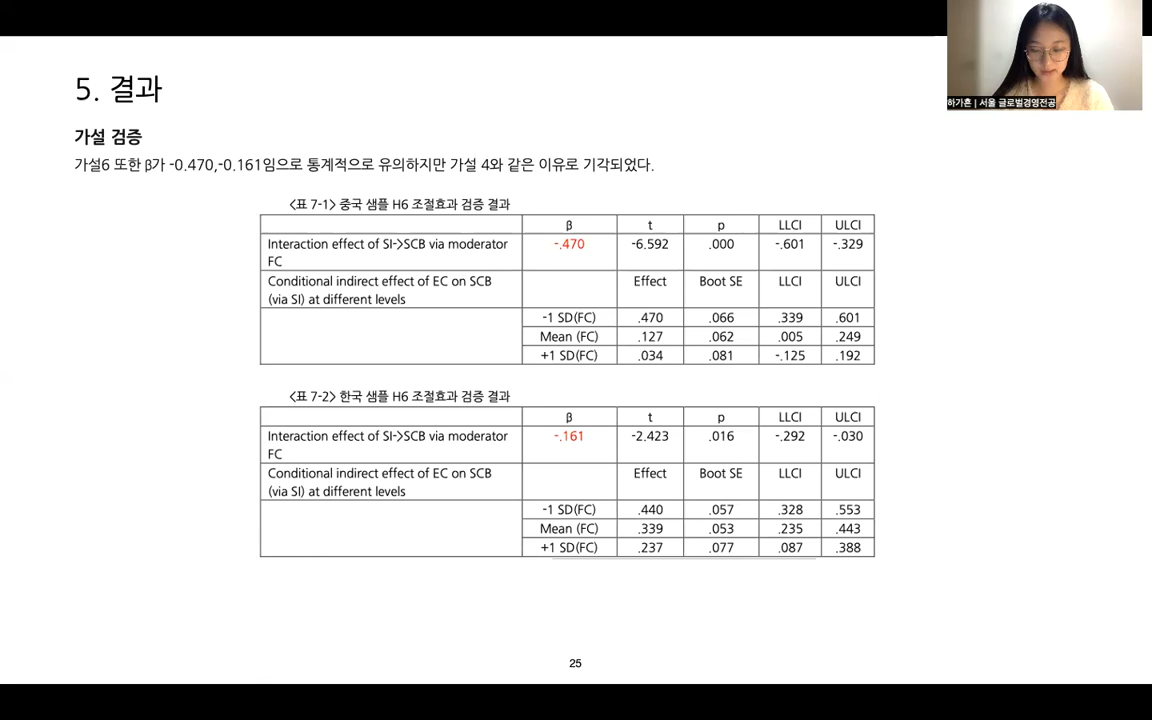 하가흔 | 서울 글로벌경영전공
5. 결과
가설 검증
가설6 또한 β가 -0.470,-0.161임으로 통계적으로 유의하지만 가설 4와 같은 이유로 기각되었다.
<표 7-1> 중국 샘플 H6 조절효과 검증 결과
β t p LLCI ULCI
Interaction effect of SI->SCB via moderator FC -.470 -6.592 .000 -.601 -.329
Conditional indirect effect of EC on SCB (via SI) at different levels Effect Boot SE LLCI ULCI
-1 SD(FC) .470 .066 .339 .601
Mean (FC) .127 .062 .005 .249
+1 SD(FC) .034 .081 -.125 .192
<표 7-2> 한국 샘플 H6 조절효과 검증 결과
β t p LLCI ULCI
Interaction effect of SI->SCB via moderator FC -.161 -2.423 .016 -.292 -.030
Conditional indirect effect of EC on SCB (via SI) at different levels Effect Boot SE LLCI ULCI
-1 SD(FC) .440 .057 .328 .553
Mean (FC) .339 .053 .235 .443
+1 SD(FC) .237 .077 .087 .388
25